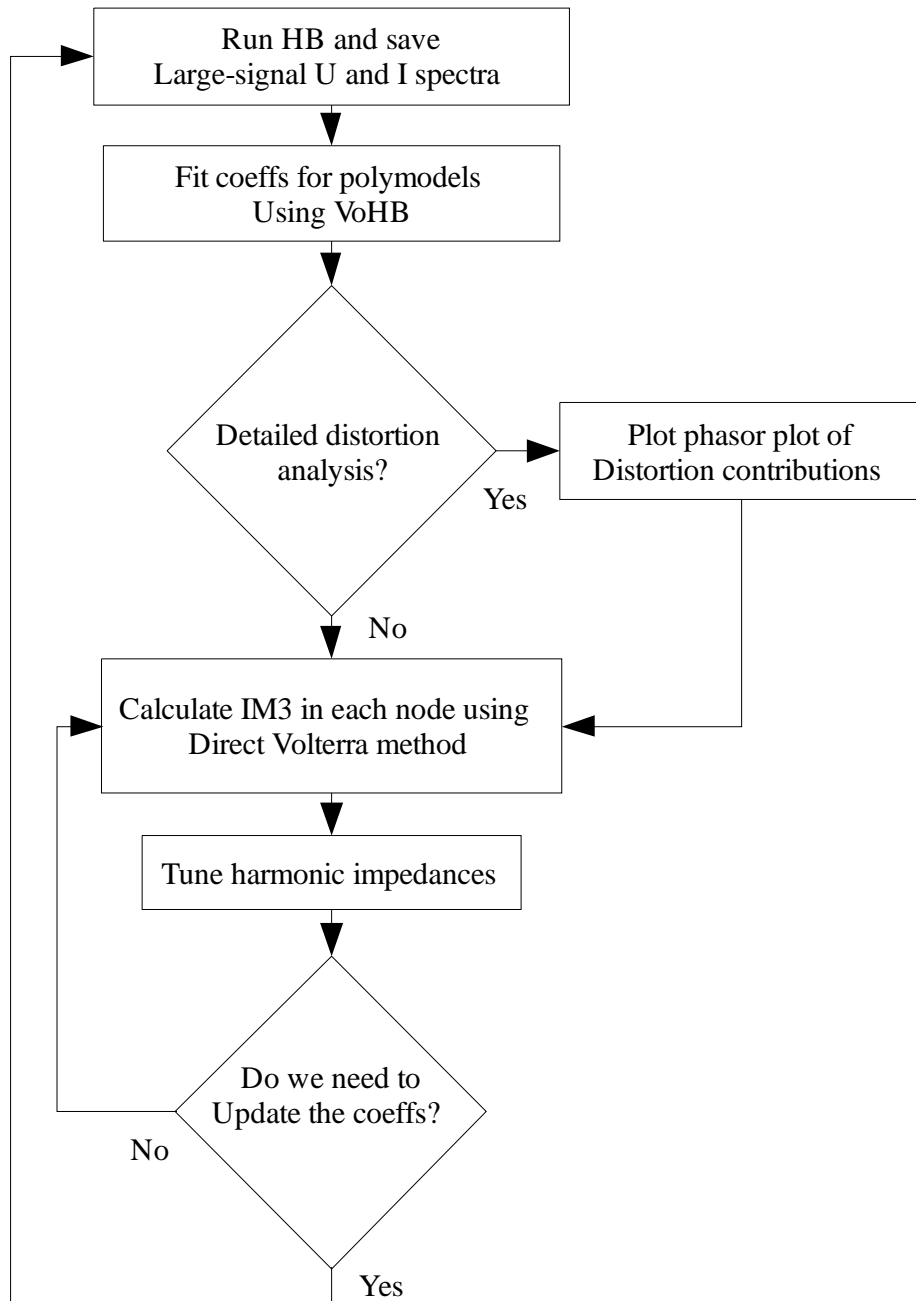 Run HB and save
Large-signal U and I spectra
Fit coeffs for polymodels
Using VoHB
Detailed distortion
analysis?
Yes
Plot phasor plot of
Distortion contributions
No
Calculate IM3 in each node using
Direct Volterra method
Tune harmonic impedances
Do we need to
Update the coeffs?
No
Yes